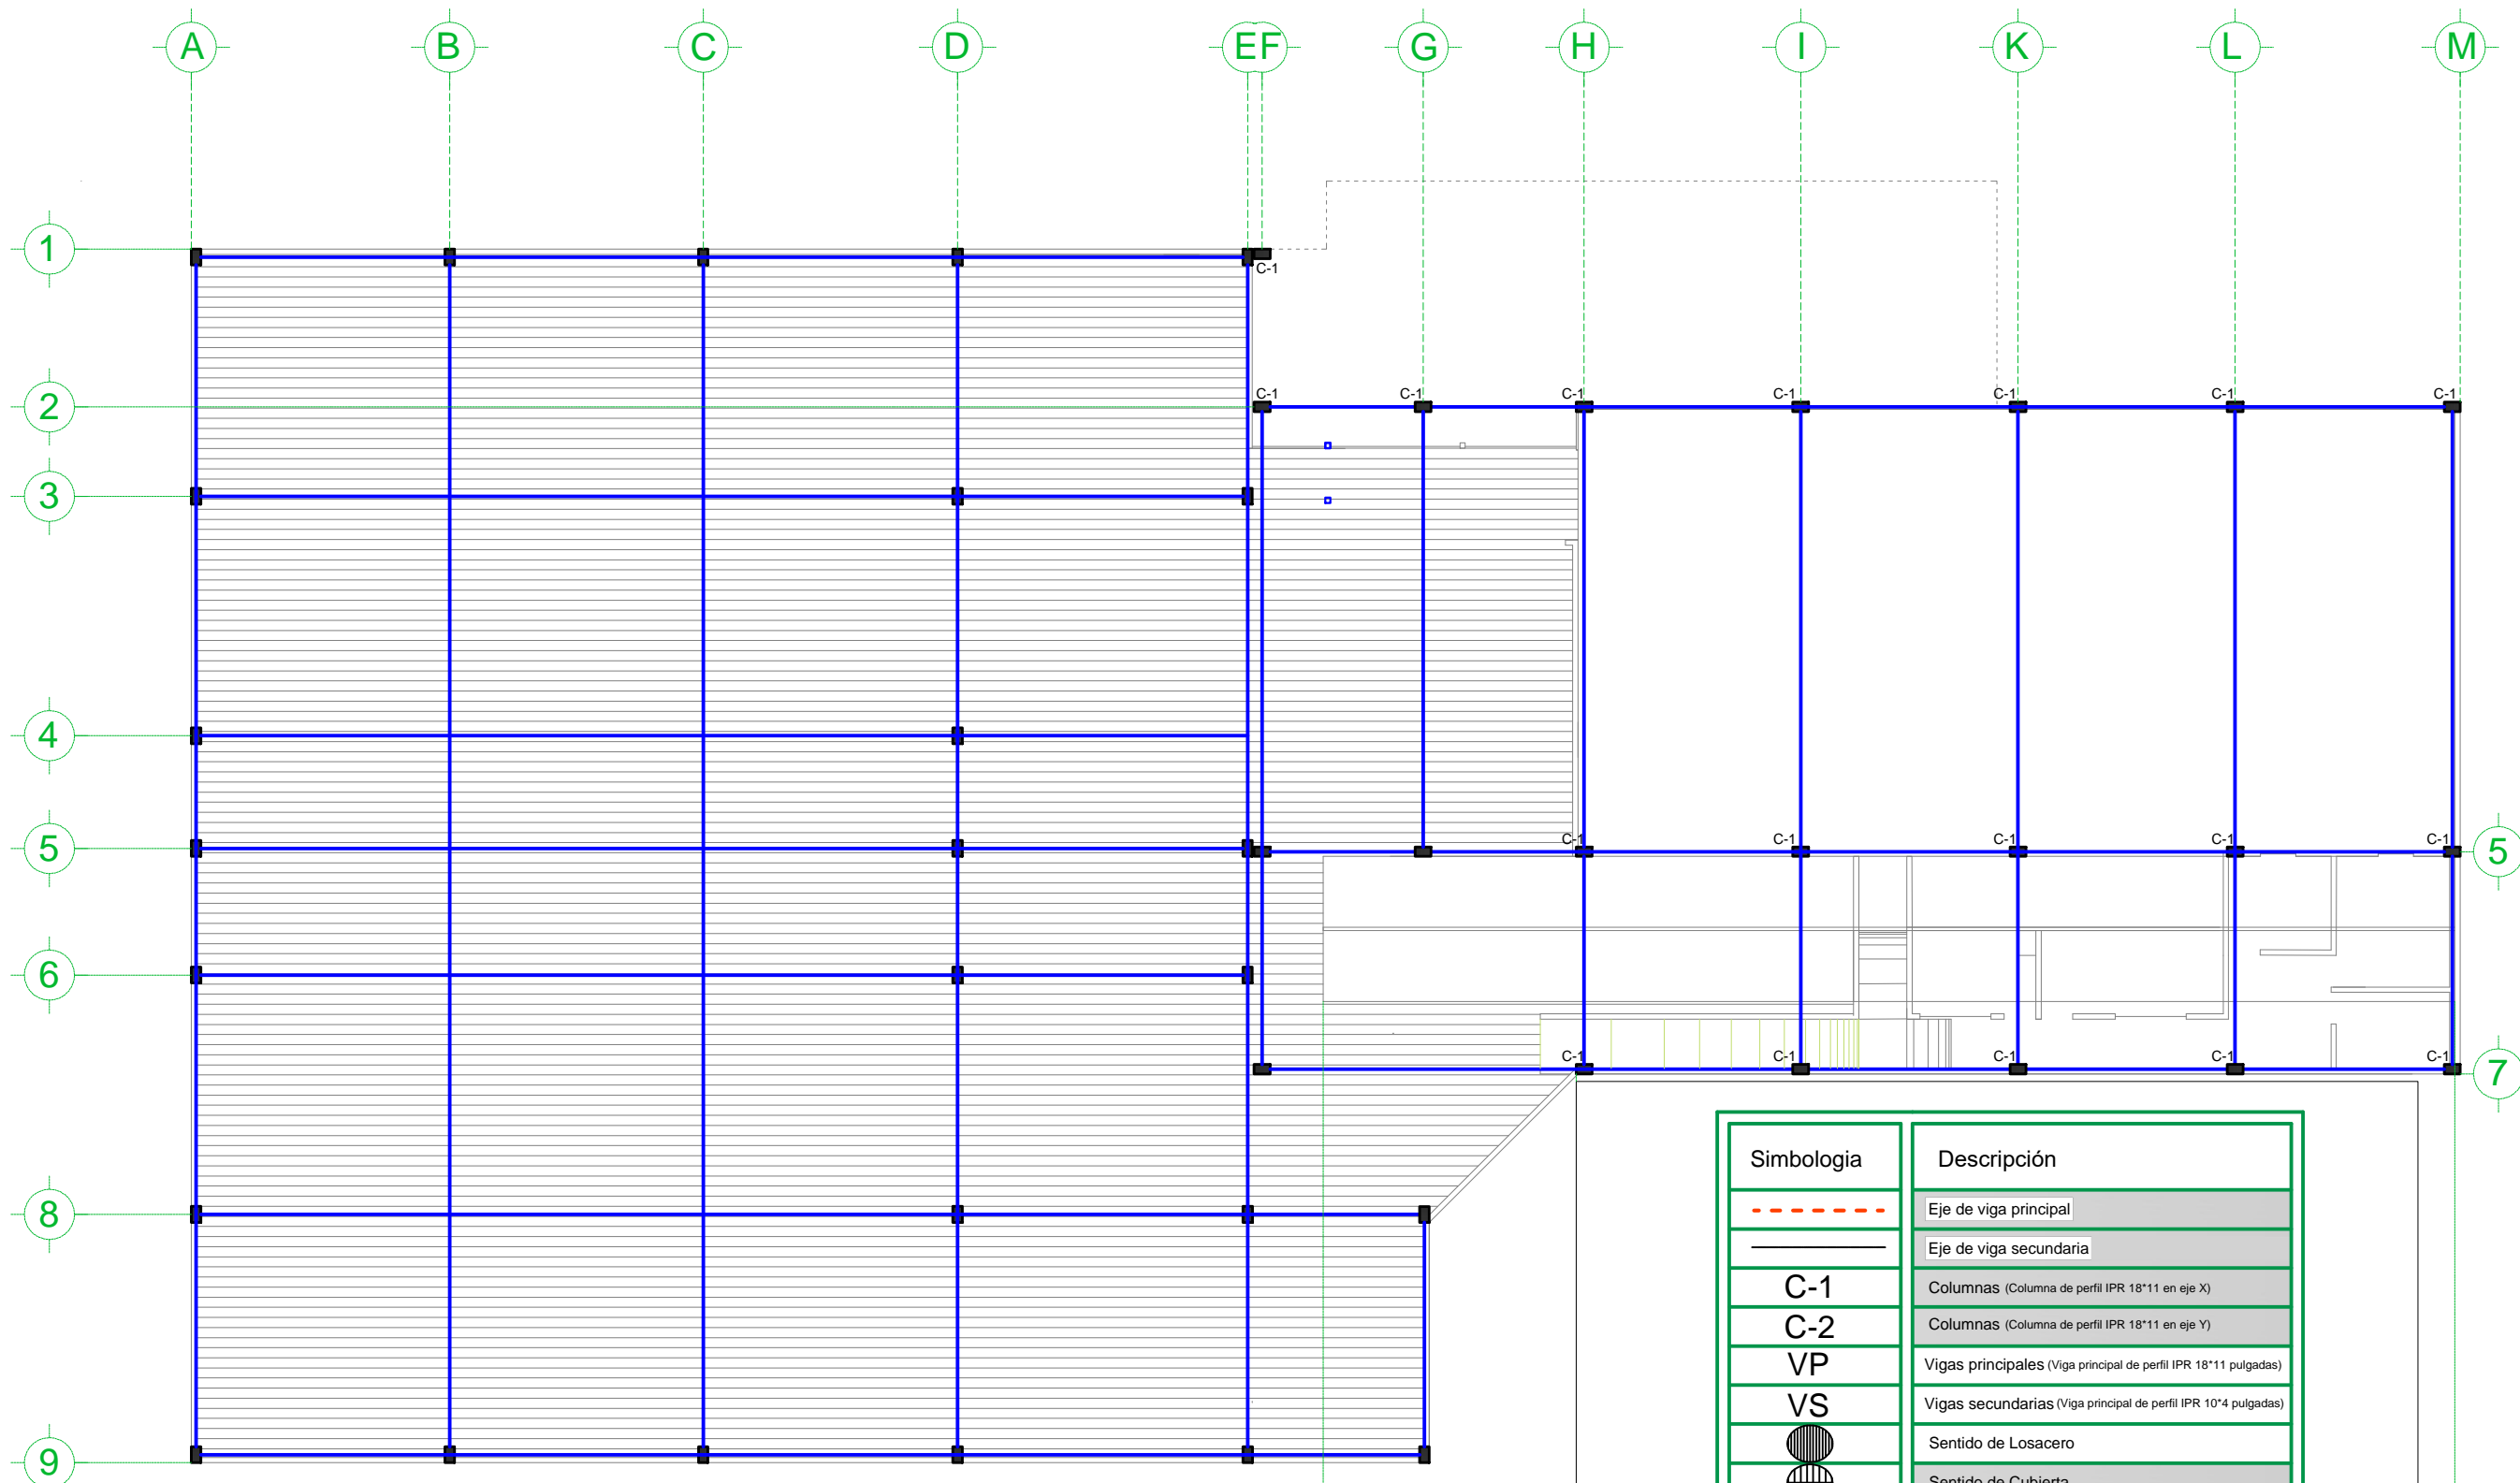 A B C D E F G H I K L M
1
C-1
2
C-1 C-1 C-1 C-1 C-1 C-1 C-1
3
4
5
C-1 C-1 C-1 C-1 C-1
5
6
C-1 C-1 C-1 C-1 C-1
7
Simbologia Descripción
Eje de viga principal
8
Eje de viga secundaria
C-1 Columnas (Columna de perfil IPR 18*11 en eje X)
C-2 Columnas (Columna de perfil IPR 18*11 en eje Y)
VP Vigas principales (Viga principal de perfil IPR 18*11 pulgadas)
VS Vigas secundarias (Viga principal de perfil IPR 10*4 pulgadas)
Sentido de Losacero
9
Sentido de Cubierta